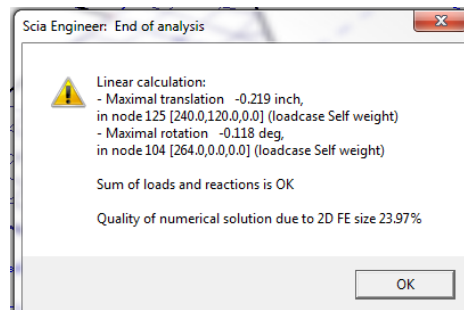 Scia Engineer: End of analysis
Linear calculation:
- Maximal translation -0.219 inch,
in node 125 [240.0,120.0,0.0] (loadcase Self weight)
- Maximal rotation -0.118 deg,
in node 104 [264.0,0.0,0.0] (loadcase Self weight)
Sum of loads and reactions is OK
Quality of numerical solution due to 2D FE size 23.97%
OK